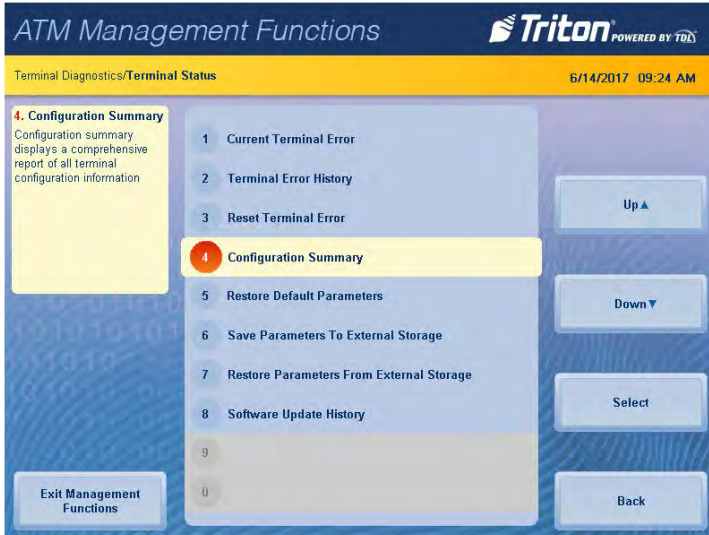 ATM Management Functions
Triton POWERED BY TDL
Terminal Diagnostics/Terminal Status
6/14/2017 09:24 AM
4. Configuration Summary
Configuration summary
displays a comprehensive
report of all terminal
configuration information
1 Current Terminal Error
2 Terminal Error History
3 Reset Terminal Error
4 Configuration Summary
5 Restore Default Parameters
6 Save Parameters To External Storage
7 Restore Parameters From External Storage
8 Software Update History
9
0
Up▲
Down▼
Select
Back
Exit Management
Functions